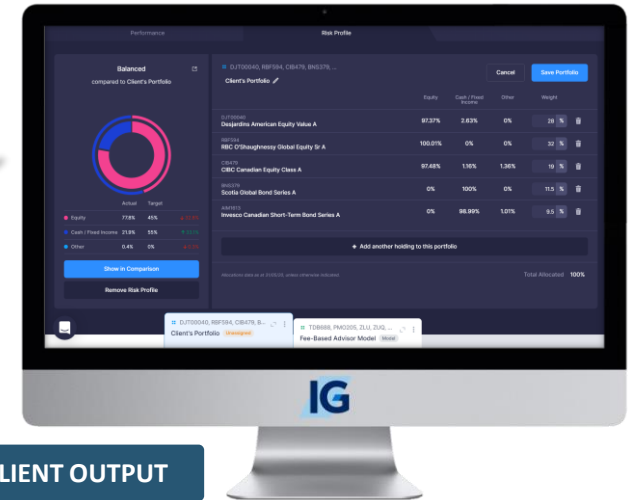 Performance
Risk Profile
Balanced
compared to Client's Portfolio
Actual Target
Equity 77.8% 45%
Cash / Fixed Income 21.9% 55%
Other 0.4% 0%
Show in Comparison
Remove Risk Profile
# DJT00040, RBF594, CIB479, BNS379, ...
Client's Portfolio
Cancel
Save Portfolio
Equity Cash / Fixed Income Other Weight
DJT00040
Desjardins American Equity Value A 97.37% 2.63% 0% 28 %
RBF594
RBC O'Shaughnessy Global Equity Sr A 100.01% 0% 0% 32 %
CIB479
CIBC Canadian Equity Class A 97.48% 1.16% 1.36% 19 %
BNS379
Scotia Global Bond Series A 0% 100% 0% 11.5 %
AIM1613
Invesco Canadian Short-Term Bond Series A 0% 98.99% 1.01% 9.5 %
+ Add another holding to this portfolio
Total Allocated 100%
# DJT00040, RBF594, CIB479, B...
Client's Portfolio Unassigned
# TDB888, PMO205, ZLU, ZUQ, ...
Fee-Based Advisor Model Model
IG
LIENT OUTPUT